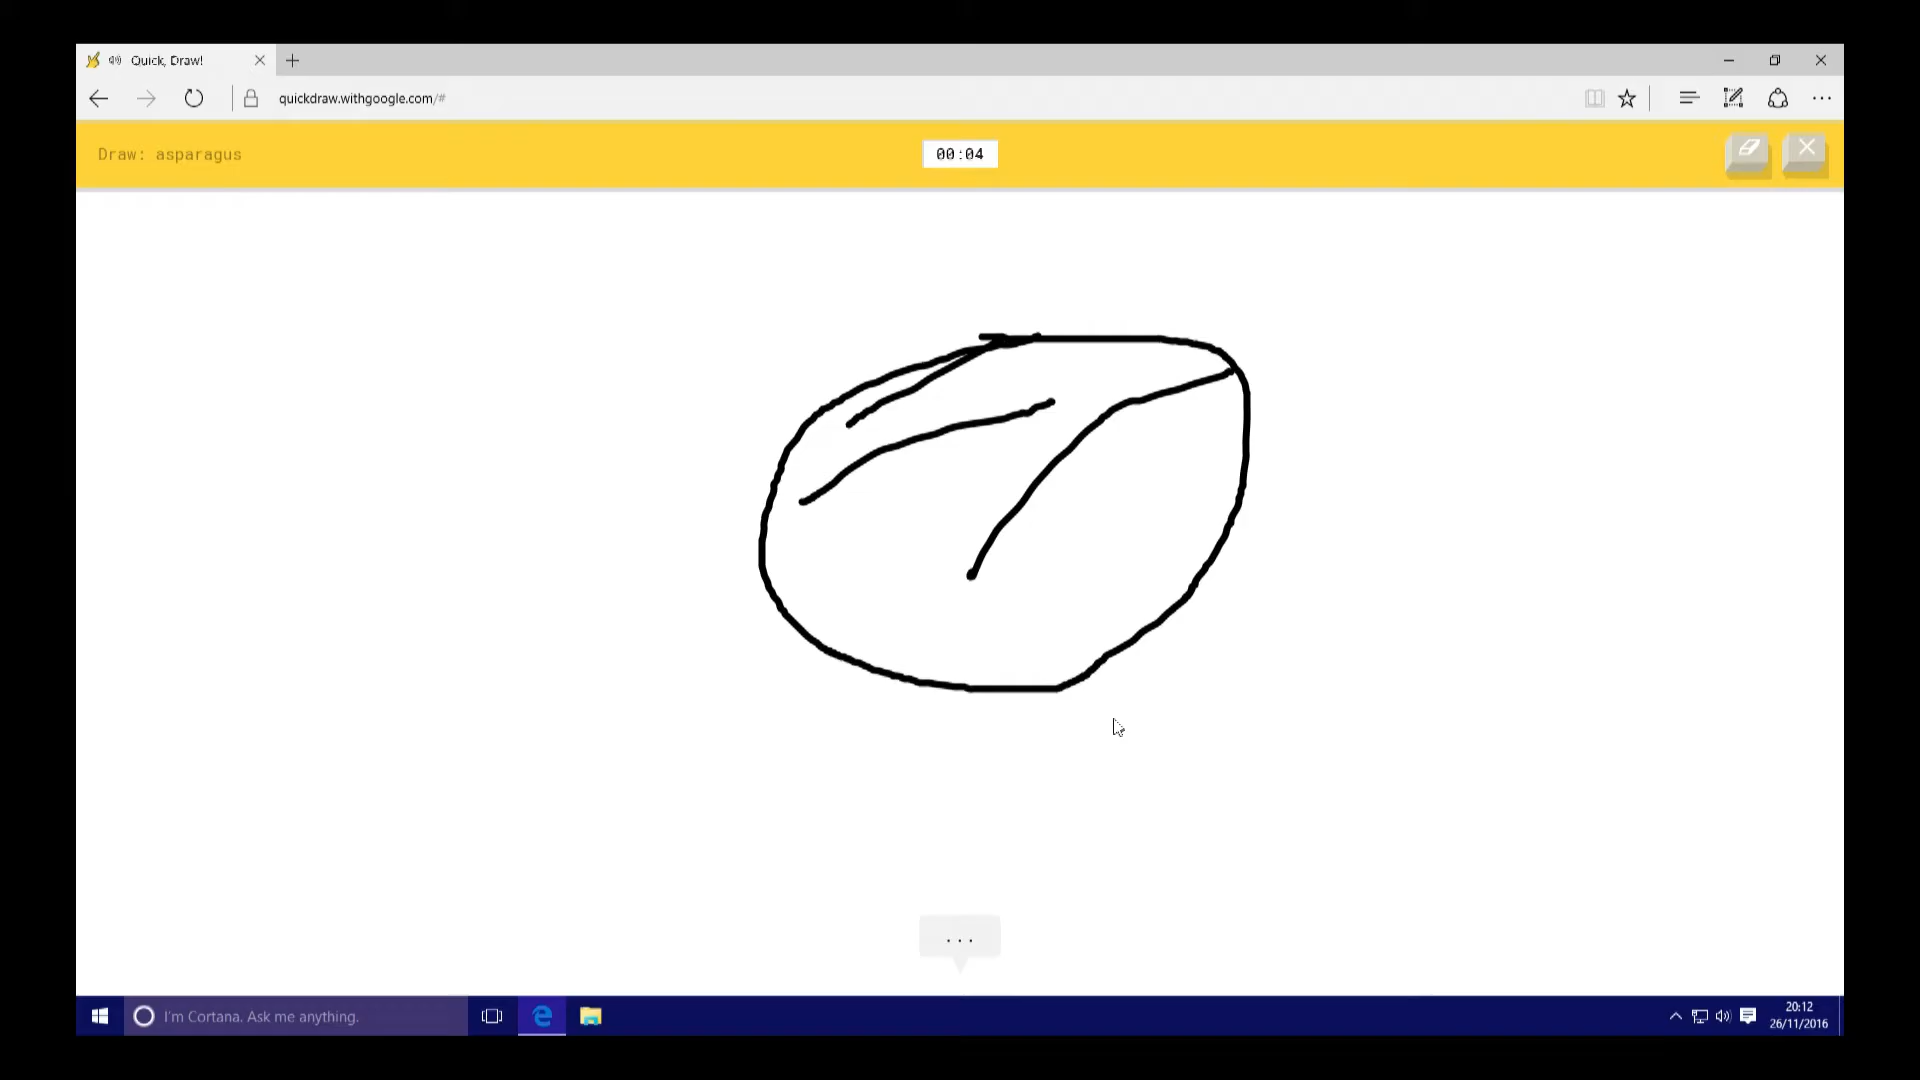 Quick, Draw!
quickdraw.withgoogle.com/#
Draw: asparagus
00:04
...
I'm Cortana. Ask me anything.
20:12
26/11/2016